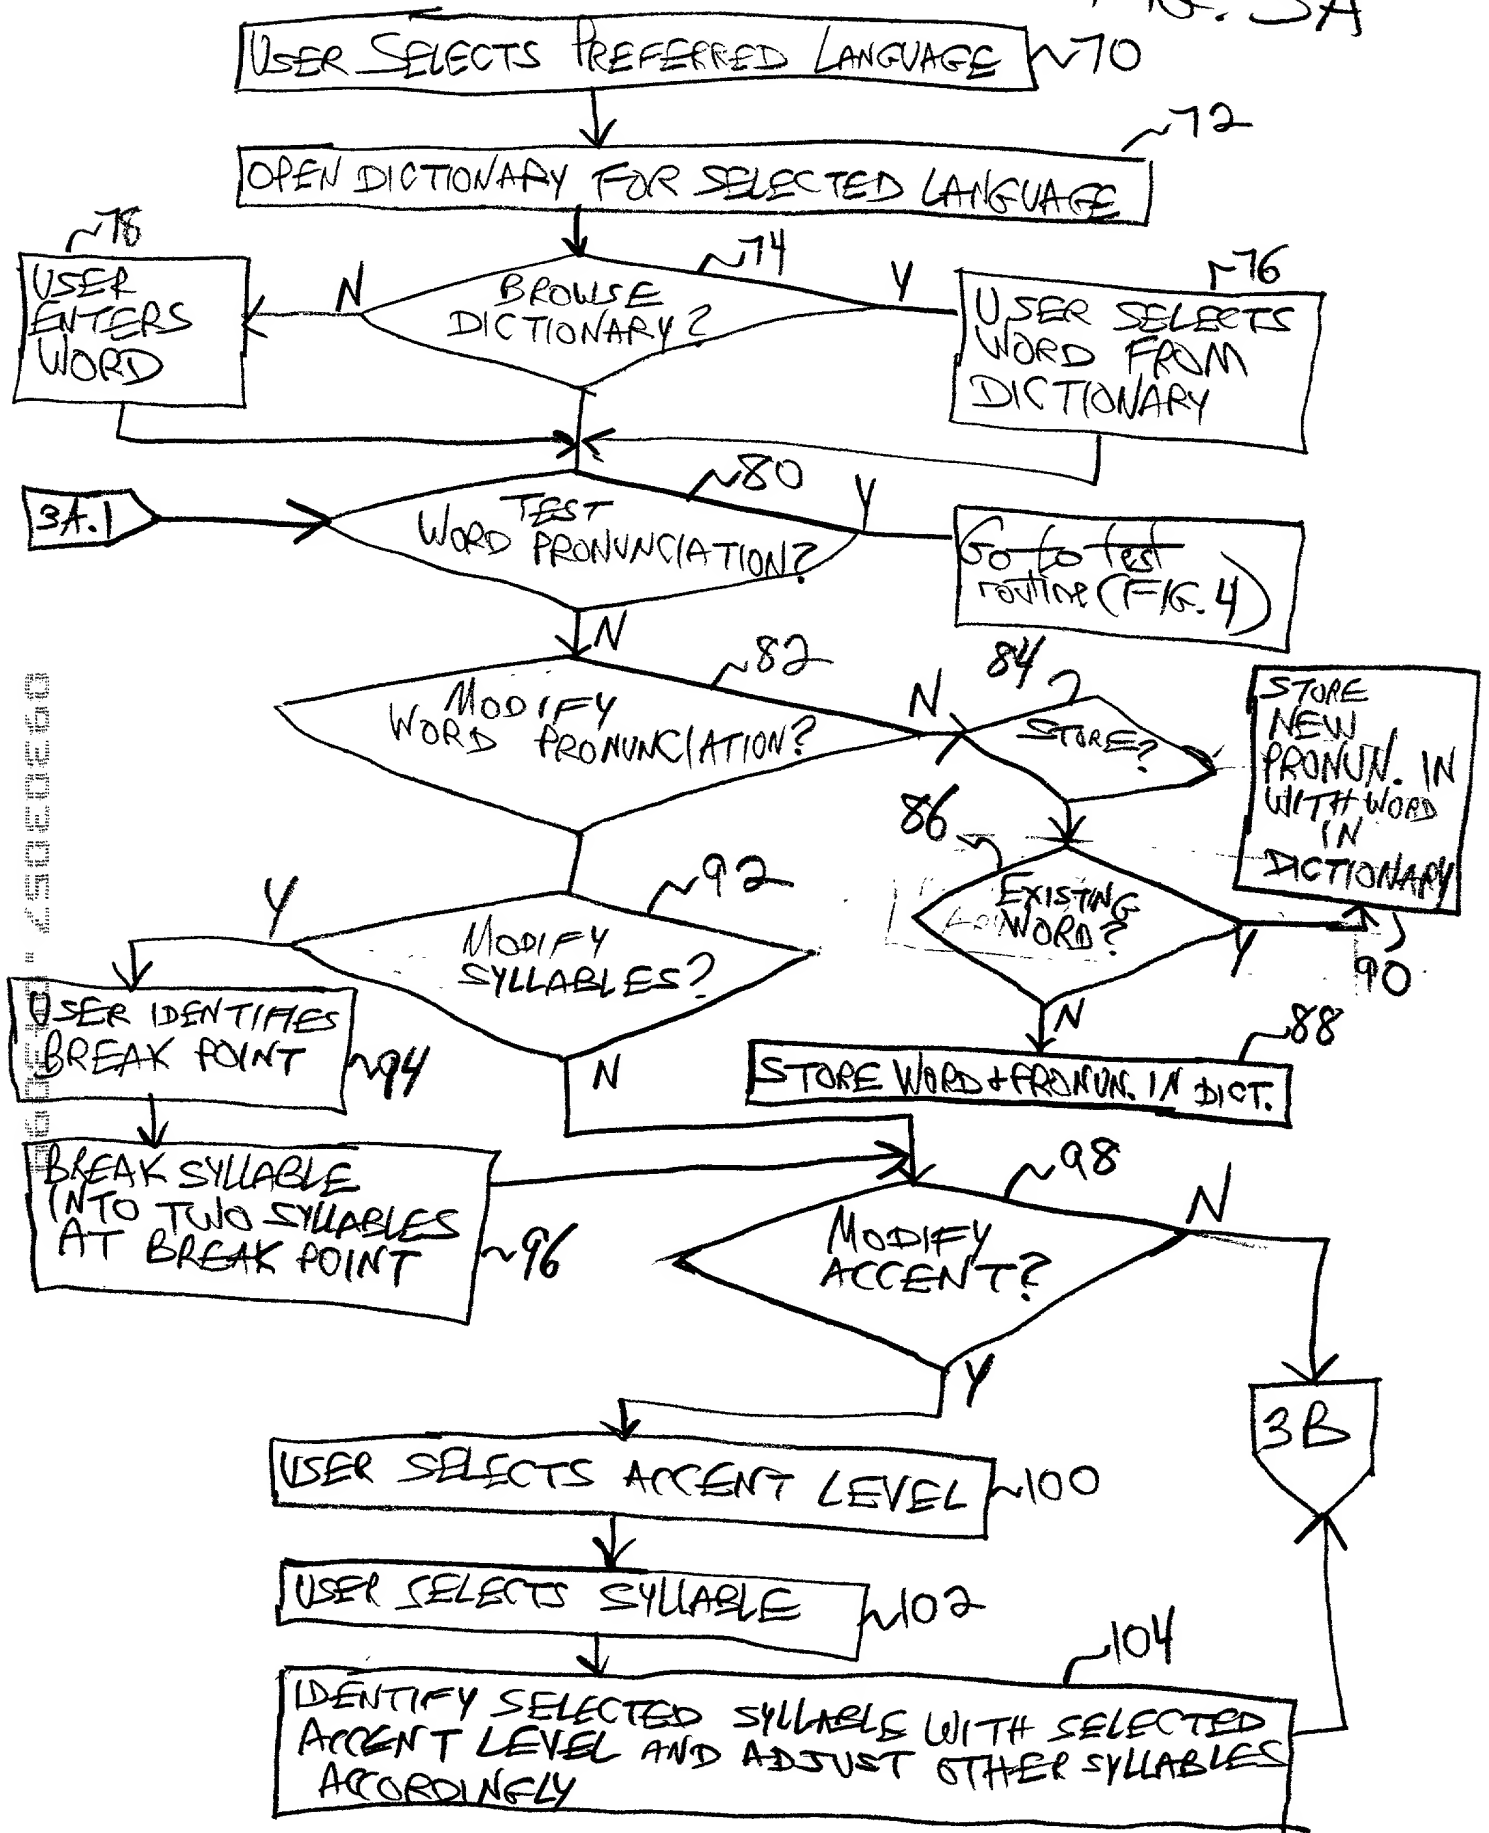 FIG. 3A
USER SELECTS PREFERRED LANGUAGE
70
72
OPEN DICTIONARY FOR SELECTED LANGUAGE
78
74
76
USER
ENTERS
WORD
N
BROWSE
DICTIONARY?
Y
USER SELECTS
WORD FROM
DICTIONARY
80
3A.1
TEST
WORD PRONUNCIATION?
Y
Go to test
routine (FIG. 4)
N
82
84
MODIFY
WORD PRONUNCIATION?
N
STORE?
STORE
NEW
PRONUN. IN
WITH WORD
IN
DICTIONARY
86
92
Y
MODIFY
SYLLABLES?
EXISTING
WORD?
Y
90
USER IDENTIFIES
BREAK POINT
94
N
N
88
STORE WORD + PRONUN. IN DICT.
BREAK SYLLABLE
INTO TWO SYLLABLES
AT BREAK POINT
96
98
MODIFY
ACCENT?
N
Y
3B
USER SELECTS ACCENT LEVEL
100
USER SELECTS SYLLABLE
102
104
IDENTIFY SELECTED SYLLABLE WITH SELECTED
ACCENT LEVEL AND ADJUST OTHER SYLLABLES
ACCORDINGLY